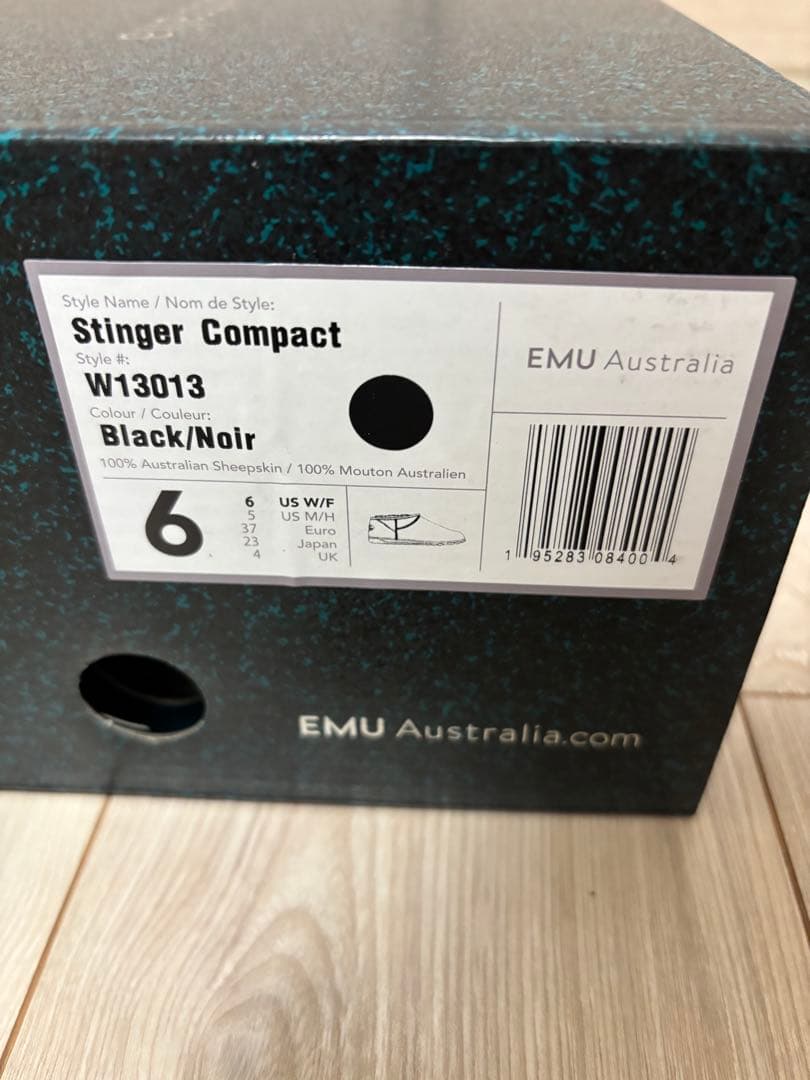 Style Name / Nom de Style:
Stinger Compact
Style #:
W13013
Colour / Couleur:
Black/Noir
100% Australian Sheepskin / 100% Mouton Australien
6
6 US W/F
5 US M/H
37 Euro
23 Japan
4 UK
EMU Australia
1 95283 08400 4
EMU Australia.com